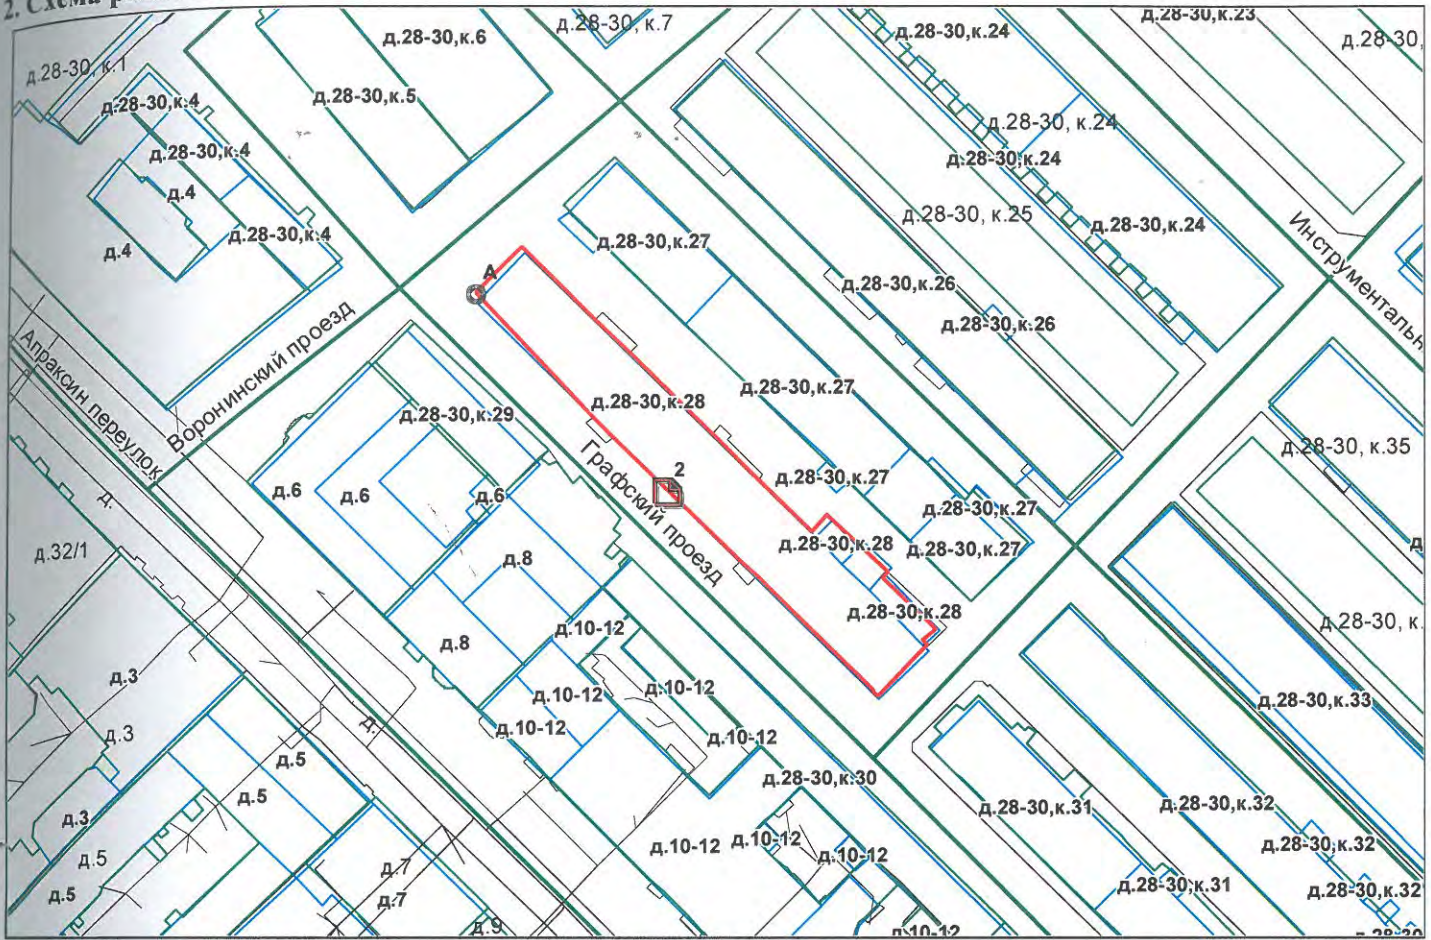 2. Схема
д.28-30, к.7
д.28-30,к.24
д.28-30,к.23
д.28-30,
д.28-30,к.6
д.28-30, к.1
д.28-30,к.5
д.28-30,к.4
д.28-30, к.24
д.28-30,к.4
д.28-30,к.24
д.4
д.28-30, к.25
д.28-30,к.24
д.28-30,к.4
д.4
д.28-30,к.27
Инструментальн
А
д.28-30,к.26
д.28-30,к.26
Воронинский проезд
Апраксин переулок
д.28-30,к.27
д.28-30,к.28
д.28-30,к.29
д.28-30, к.35
Графский проезд
2
д.28-30,к.27
д.6
д.6
д.6
д.28-30,к.27
д.
д.28-30,к.28
д.28-30,к.27
д
д.32/1
д.8
д.28-30,к.28
д.28-30, к.
д.10-12
д.8
д.3
д.10-12
д.10-12
д.28-30,к.33
д.
д.10-12
д.3
д.10-12
д.5
д.28-30,к.30
д.5
д.28-30,к.31
д.28-30,к.32
д.3
д.10-12
д.10-12
д.28-30,к.32
д.5
д.10-12
д.7
д.5
д.7
д.28-30,к.31
д.28-30,к.32
д.9
д.10-12
д.28-30